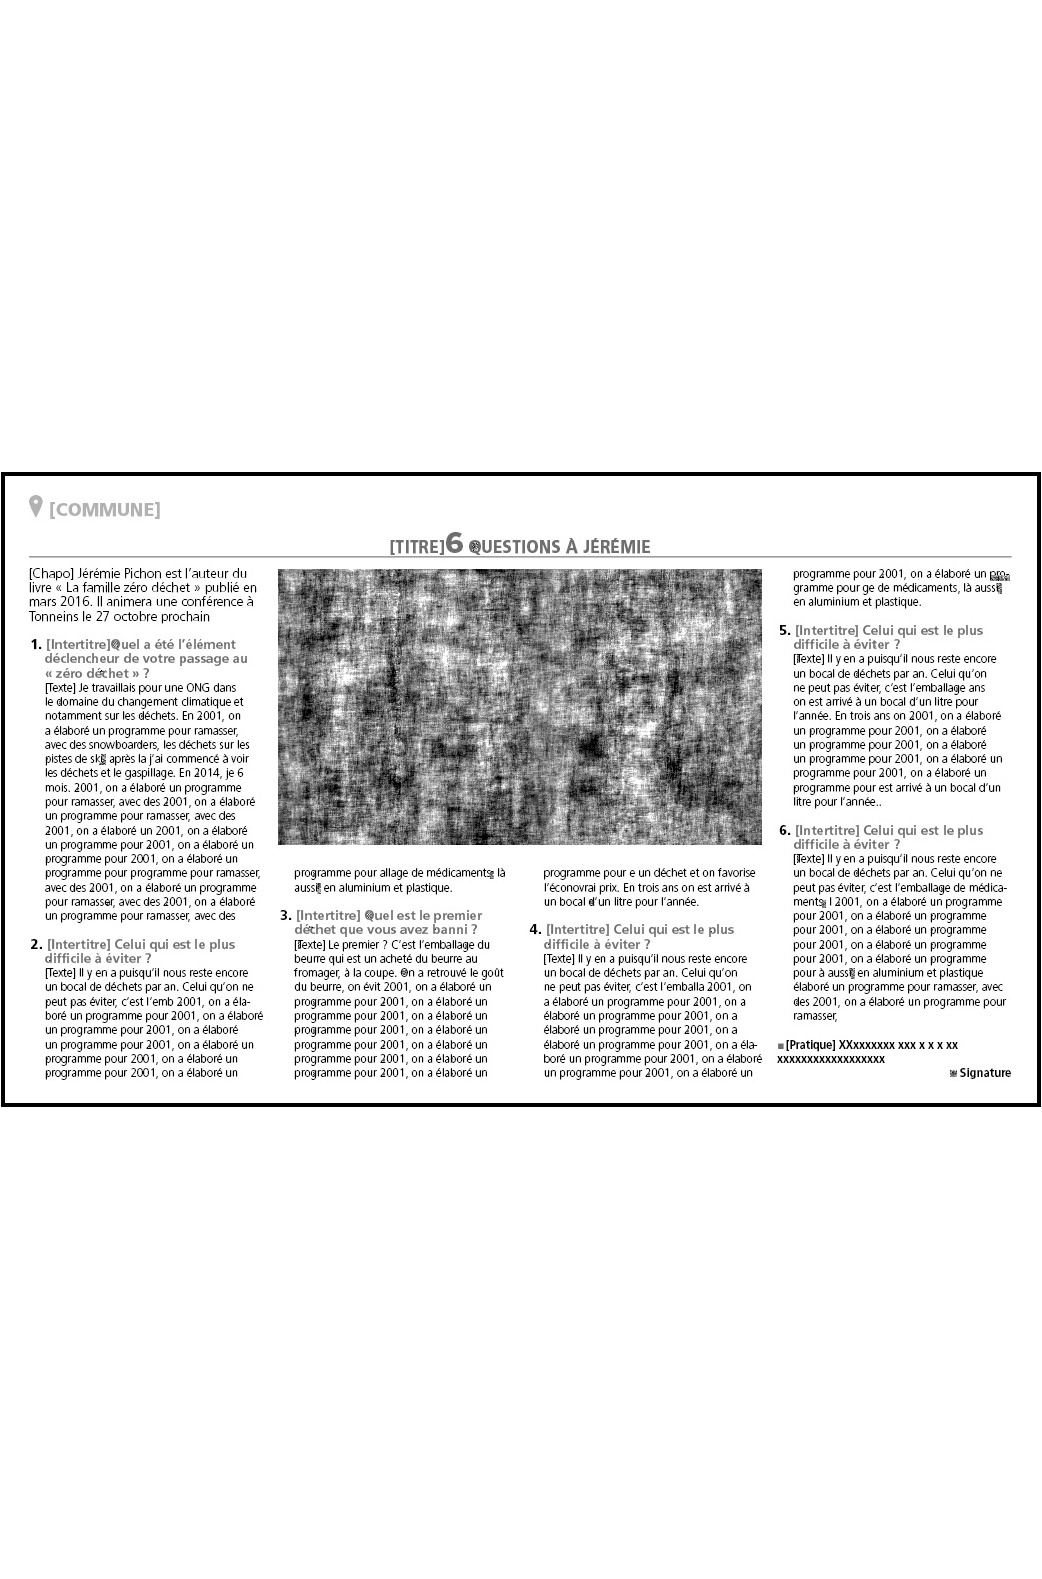 [COMMUNE]
[TITRE]6 QUESTIONS À JÉRÉMIE
[Chapo] Jérémie Pichon est l’auteur du
livre « La famille zéro déchet » publié en
mars 2016. Il animera une conférence à
Tonneins le 27 octobre prochain
1. [Intertitre]Quel a été l’élément
déclencheur de votre passage au
« zéro déchet » ?
[Texte] Je travaillais pour une ONG dans
le domaine du changement climatique et
notamment sur les déchets. En 2001, on
a élaboré un programme pour ramasser,
avec des snowboarders, les déchets sur les
pistes de après la j’ai commencé à voir
les déchets et le gaspillage. En 2014, je 6
mois. 2001, on a élaboré un programme
pour ramasser, avec des 2001, on a élaboré
un programme pour ramasser, avec des
2001, on a élaboré un 2001, on a élaboré
un programme pour 2001, on a élaboré un
programme pour 2001, on a élaboré un
programme pour programme pour ramasser,
avec des 2001, on a élaboré un programme
pour ramasser, on a élaboré un programme
un programme pour ramasser, avec des
2. [Intertitre] Celui qui est le plus
difficile à éviter ?
[Texte] Il y en a puisqu’il nous reste encore
un bocal de déchets par an. Celui qu’on ne
peut pas éviter, c’est l’emb 2001, on a éla-
boré un programme pour 2001, on a élaboré
un programme pour 2001, on a élaboré
un programme pour 2001, on a élaboré un
programme pour 2001, on a élaboré un
programme pour 2001, on a élaboré un
programme pour allage de médicaments là
en aluminium et plastique.
3. [Intertitre] Quel est le premier
déchet que vous avez banni ?
[Texte] Le premier ? C’est l’emballage du
beurre qui est un acheté du beurre au
fromager, à la coupe. On a retrouvé le goût
du beurre, on évit 2001, on a élaboré un
programme pour 2001, on a élaboré un
programme pour 2001, on a élaboré un
programme pour 2001, on a élaboré un
programme pour 2001, on a élaboré un
programme pour 2001, on a élaboré un
programme pour 2001, on a élaboré un
programme pour e un déchet et on favorise
l’éconovrai prix. En trois ans on est arrivé à
un bocal d’un litre pour l’année.
4. [Intertitre] Celui qui est le plus
difficile à éviter ?
[Texte] Il y en a puisqu’il nous reste encore
un bocal de déchets par an. Celui qu’on
ne peut pas éviter, c’est l’emballa 2001, on
a élaboré un programme pour 2001, on a
élaboré un programme pour 2001, on a
élaboré un programme pour 2001, on a
élaboré un programme pour 2001, on a éla-
boré un programme pour 2001, on a élaboré
un programme pour 2001, on a élaboré un
programme pour 2001, on a élaboré un pro-
gramme pour ge de médicaments, là
en aluminium et plastique.
5. [Intertitre] Celui qui est le plus
difficile à éviter ?
[Texte] Il y en a puisqu’il nous reste encore
un bocal de déchets par an. Celui qu’on
ne peut pas éviter, c’est l’emballage ans
on est arrivé à un bocal d’un litre pour
l’année. En trois ans on 2001, on a élaboré
un programme pour 2001, on a élaboré
un programme pour 2001, on a élaboré
un programme pour 2001, on a élaboré un
programme pour 2001, on a élaboré un
programme pour est arrivé à un bocal d’un
litre pour l’année..
6. [Intertitre] Celui qui est le plus
difficile à éviter ?
[Texte] Il y en a puisqu’il nous reste encore
un bocal de déchets par an. Celui qu’on ne
peut pas éviter, c’est l’emballage de médica-
ments l 2001, on a élaboré un programme
pour 2001, on a élaboré un programme
pour 2001, on a élaboré un programme
pour 2001, on a élaboré un programme
pour 2001, on a élaboré un programme
pour à en aluminium et plastique
élaboré un programme pour ramasser, avec
des 2001, on a élaboré un programme pour
ramasser,
[Pratique] XXxxxxxxx xxx x x x xx
xxxxxxxxxxxxxxxxxx
Signature